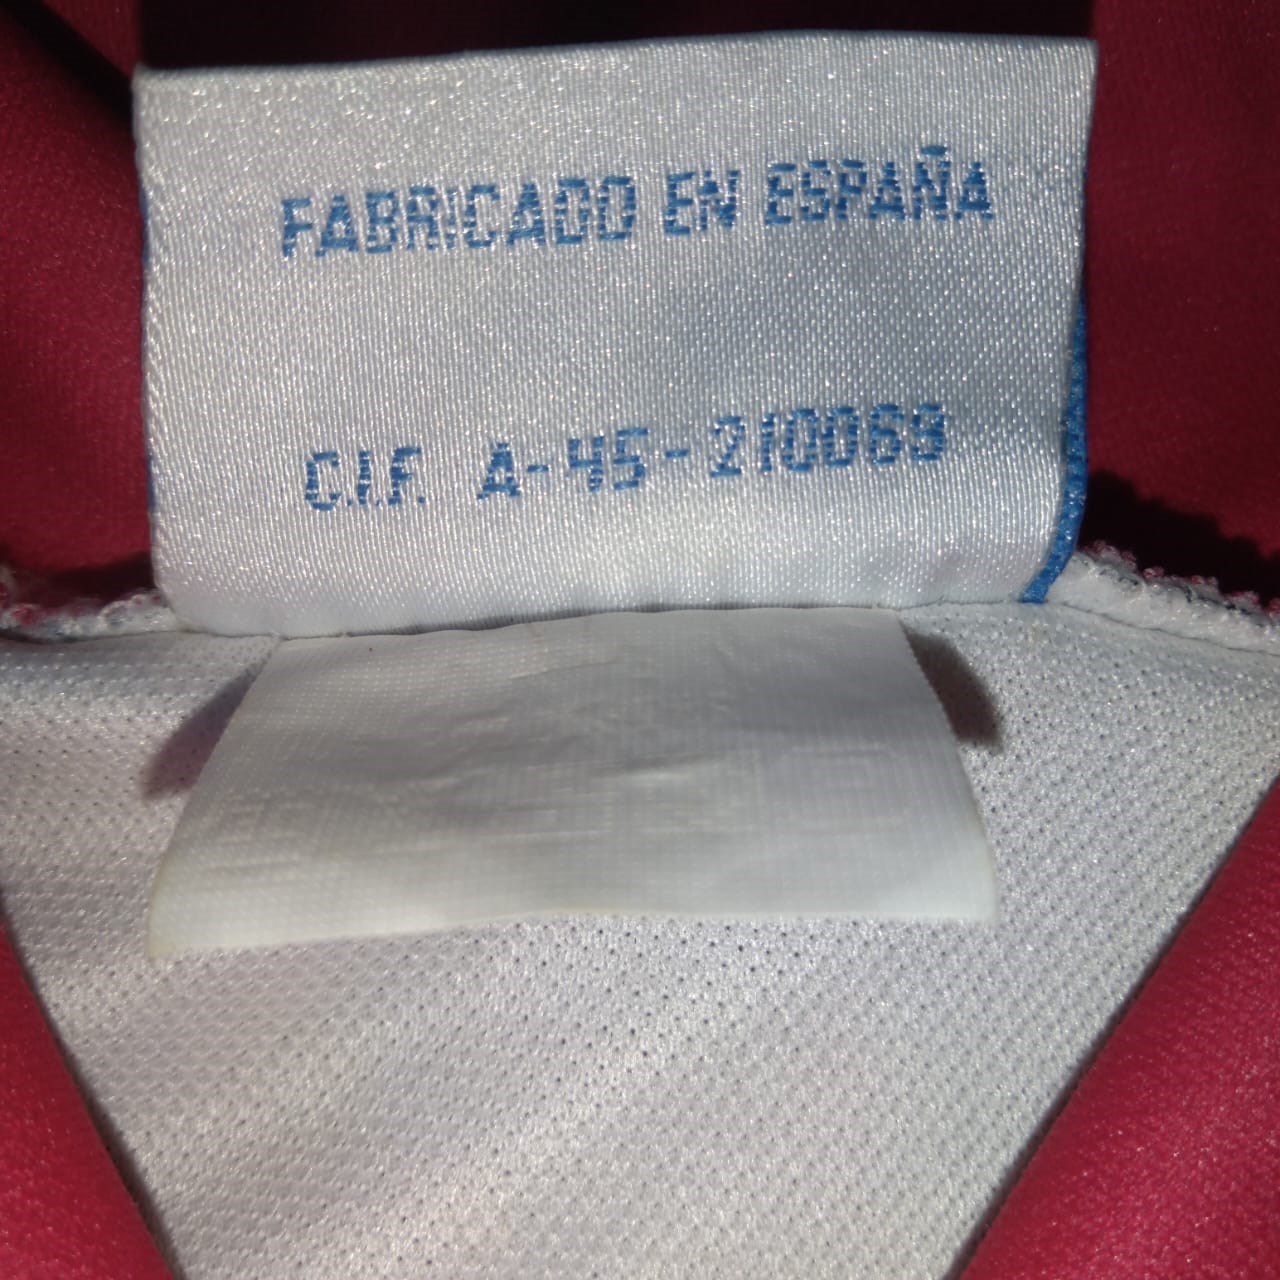 FABRICADO EN ESPAÑA
C.I.F. A-45-210069